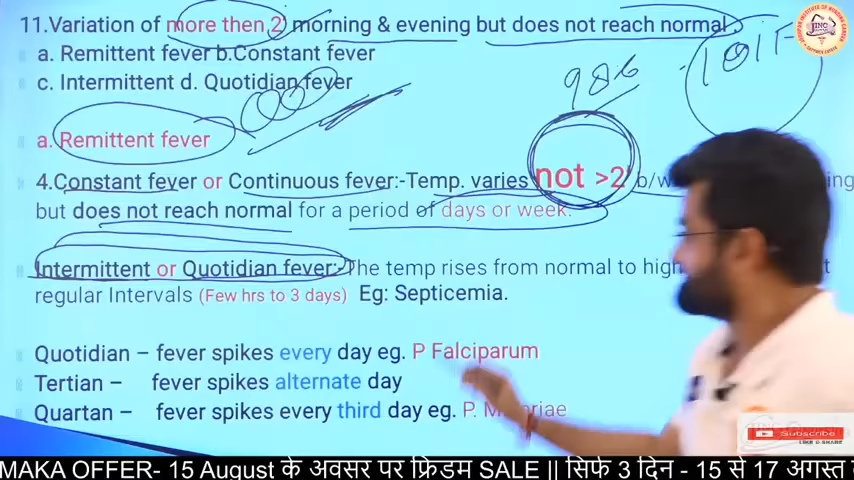 11.Variation of more then 2' morning & evening but does not reach normal.
a. Remittent fever b.Constant fever
c. Intermittent d. Quotidian fever
a. Remittent fever
98.6
101F
4.Constant fever or Continuous fever:-Temp. varies not >2' b/w
but does not reach normal for a period of days or week.
Intermittent or Quotidian fever:-The temp rises from normal to high
regular Intervals (Few hrs to 3 days) Eg: Septicemia.
Quotidian – fever spikes every day eg. P Falciparum
Tertian – fever spikes alternate day
Quartan – fever spikes every third day eg. P.
Subscribe
LIKE & SHARE
MAKA OFFER- 15 August के अवसर पर फ्रिडम SALE || सिर्फ 3 दिन - 15 से 17 अगस्त